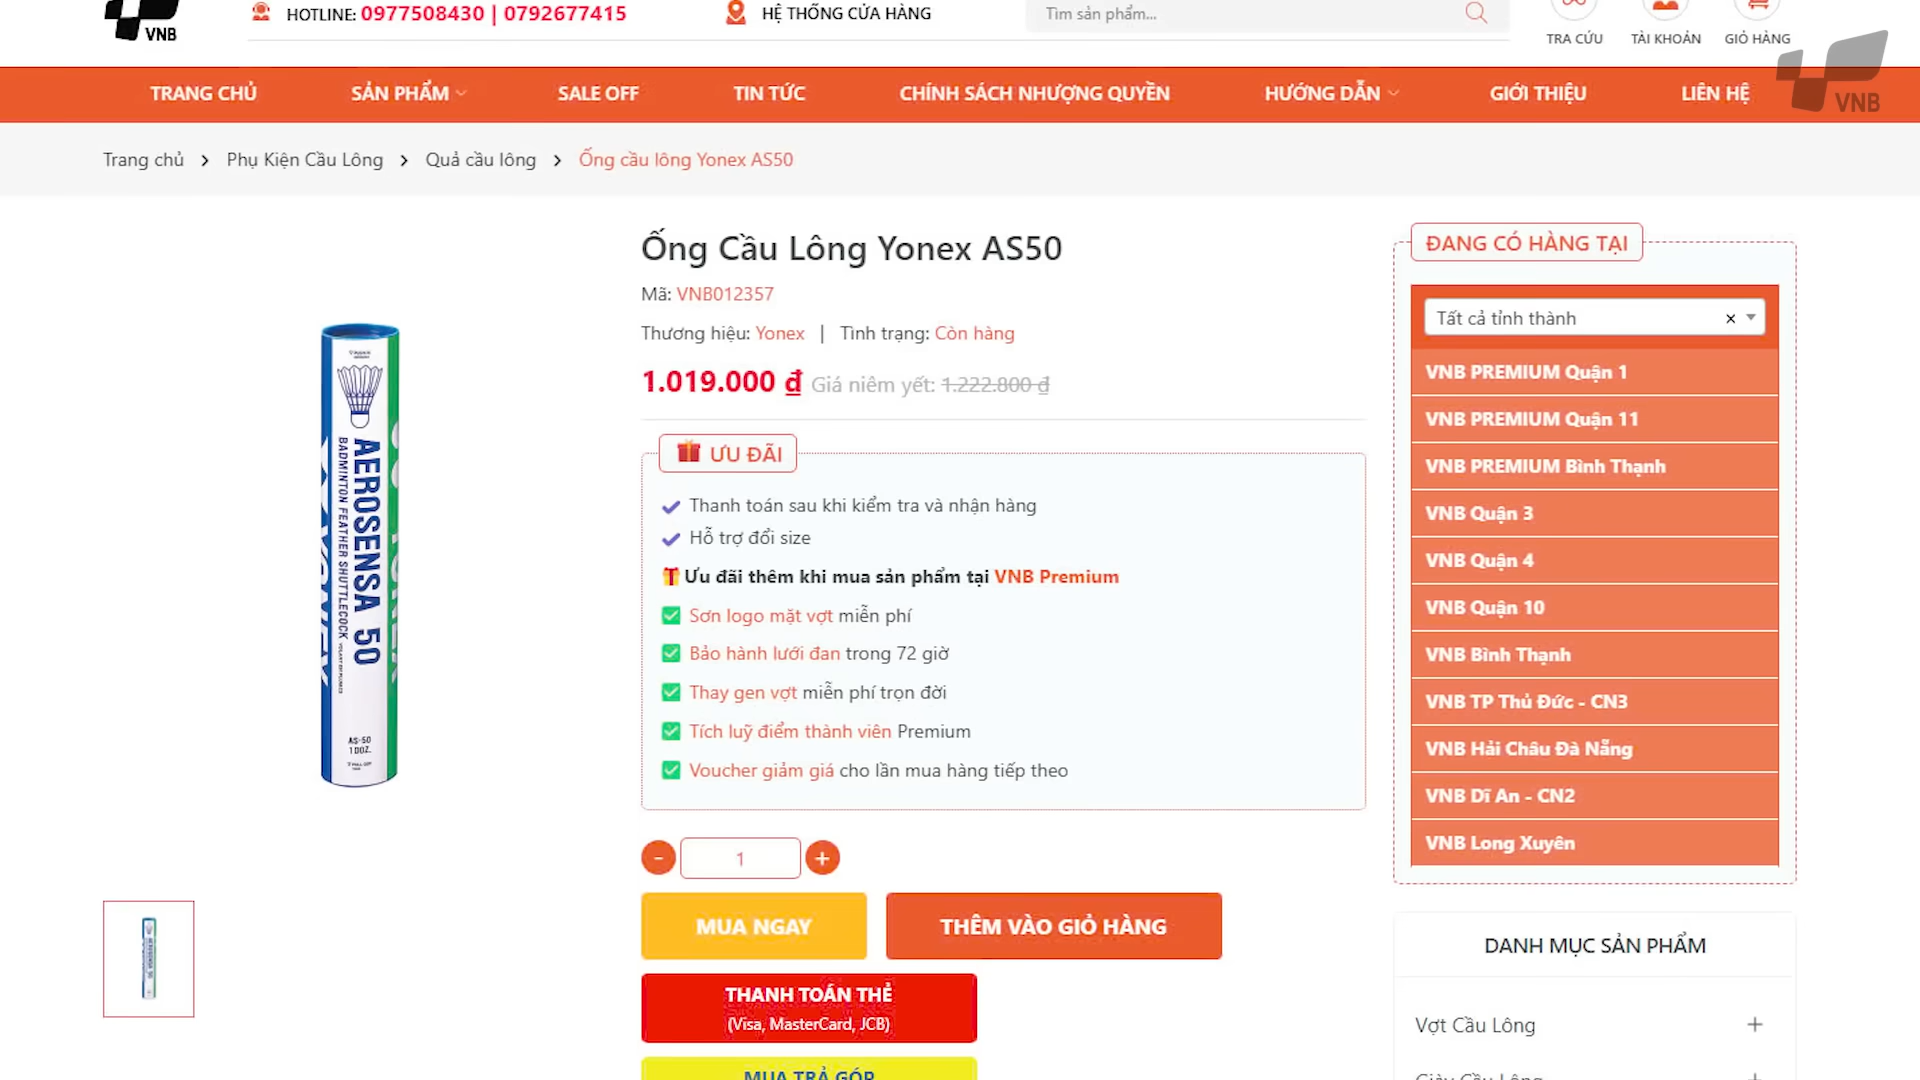 VNB
HOTLINE: 0977508430 | 0792677415
HỆ THỐNG CỬA HÀNG
Tìm sản phẩm...
TRA CỨU
TÀI KHOẢN
GIỎ HÀNG
VNB
TRANG CHỦ
SẢN PHẨM
SALE OFF
TIN TỨC
CHÍNH SÁCH NHƯỢNG QUYỀN
HƯỚNG DẪN
GIỚI THIỆU
LIÊN HỆ
Trang chủ > Phụ Kiện Cầu Lông > Quả cầu lông > Ống cầu lông Yonex AS50
AEROSENSA 50
BADMINTON FEATHER SHUTTLECOCK
YONEX
AS-50
1 DOZ.
Ống Cầu Lông Yonex AS50
Mã: VNB012357
Thương hiệu: Yonex | Tình trạng: Còn hàng
1.019.000 ₫ Giá niêm yết: 1.222.800 ₫
ƯU ĐÃI
Thanh toán sau khi kiểm tra và nhận hàng
Hỗ trợ đổi size
Ưu đãi thêm khi mua sản phẩm tại VNB Premium
Sơn logo mặt vợt miễn phí
Bảo hành lưới đan trong 72 giờ
Thay gen vợt miễn phí trọn đời
Tích luỹ điểm thành viên Premium
Voucher giảm giá cho lần mua hàng tiếp theo
- 1 +
MUA NGAY
THÊM VÀO GIỎ HÀNG
THANH TOÁN THẺ
(Visa, MasterCard, JCB)
MUA TRẢ GÓP
ĐANG CÓ HÀNG TẠI
Tất cả tỉnh thành ×
VNB PREMIUM Quận 1
VNB PREMIUM Quận 11
VNB PREMIUM Bình Thạnh
VNB Quận 3
VNB Quận 4
VNB Quận 10
VNB Bình Thạnh
VNB TP Thủ Đức - CN3
VNB Hải Châu Đà Nẵng
VNB Dĩ An - CN2
VNB Long Xuyên
DANH MỤC SẢN PHẨM
Vợt Cầu Lông +
Giày Cầu Lông +